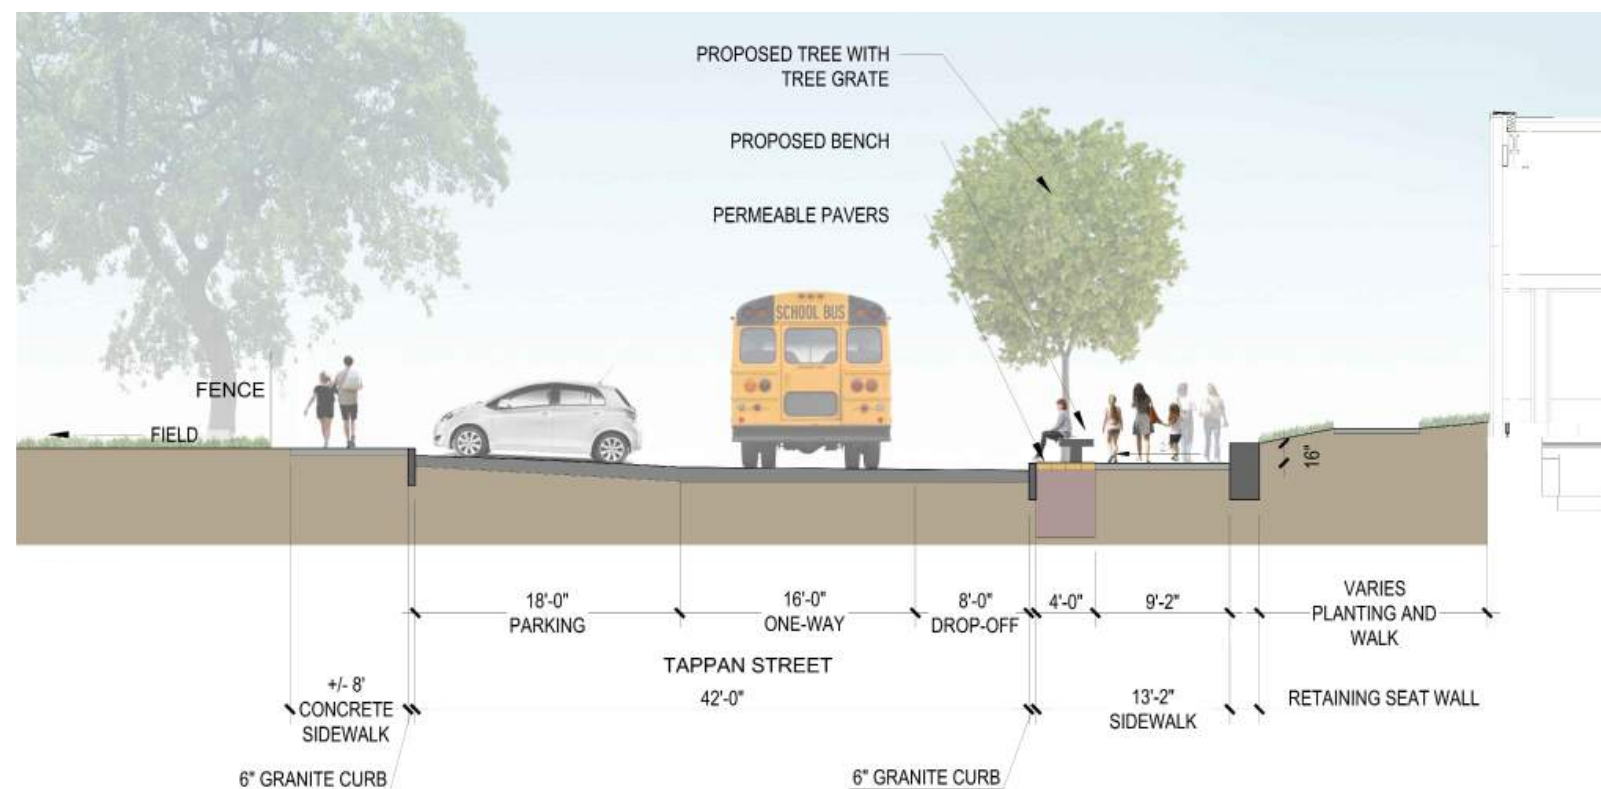 PROPOSED TREE WITH
TREE GRATE
PROPOSED BENCH
PERMEABLE PAVERS
SCHOOL BUS
FENCE
FIELD
16"
18'-0"
PARKING
16'-0"
ONE-WAY
8'-0"
DROP-OFF
4'-0"
9'-2"
VARIES
PLANTING AND
WALK
TAPPAN STREET
+/- 8'
CONCRETE
SIDEWALK
42'-0"
13'-2"
SIDEWALK
RETAINING SEAT WALL
6" GRANITE CURB
6" GRANITE CURB